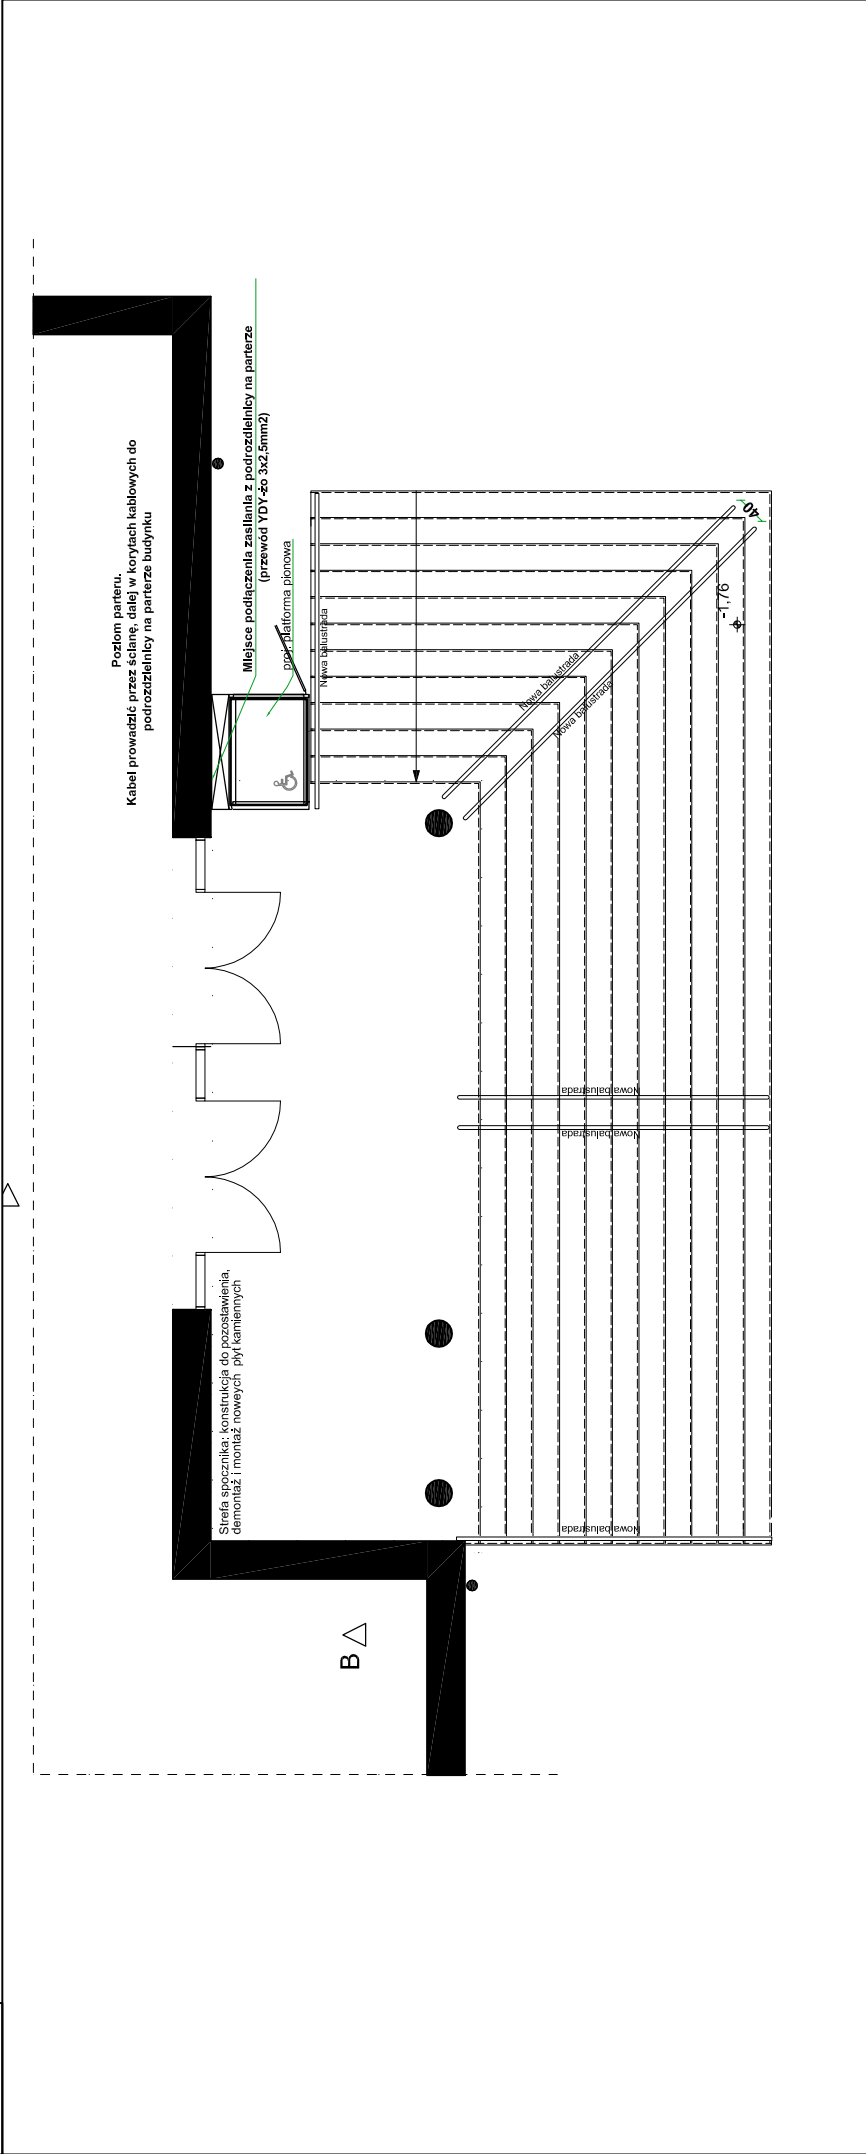 Poziom parteru.
Kabel prowadzić przez ścianę, dalej w korytach kablowych do
podrozdzielnicy na parterze budynku
Miejsce podłączenia zasilania z podrozdzielnicy na parterze
(przewód YDY-żo 3x2,5mm2)
proj. platforma pionowa
Nowa balustrada
Nowa balustrada
Nowa balustrada
40
-1,76
Nowa balustrada
Nowa balustrada
Strefa spocznika: konstrukcja do pozostawienia,
demontaż i montaż noweych płyt kamiennych
Nowa balustrada
B